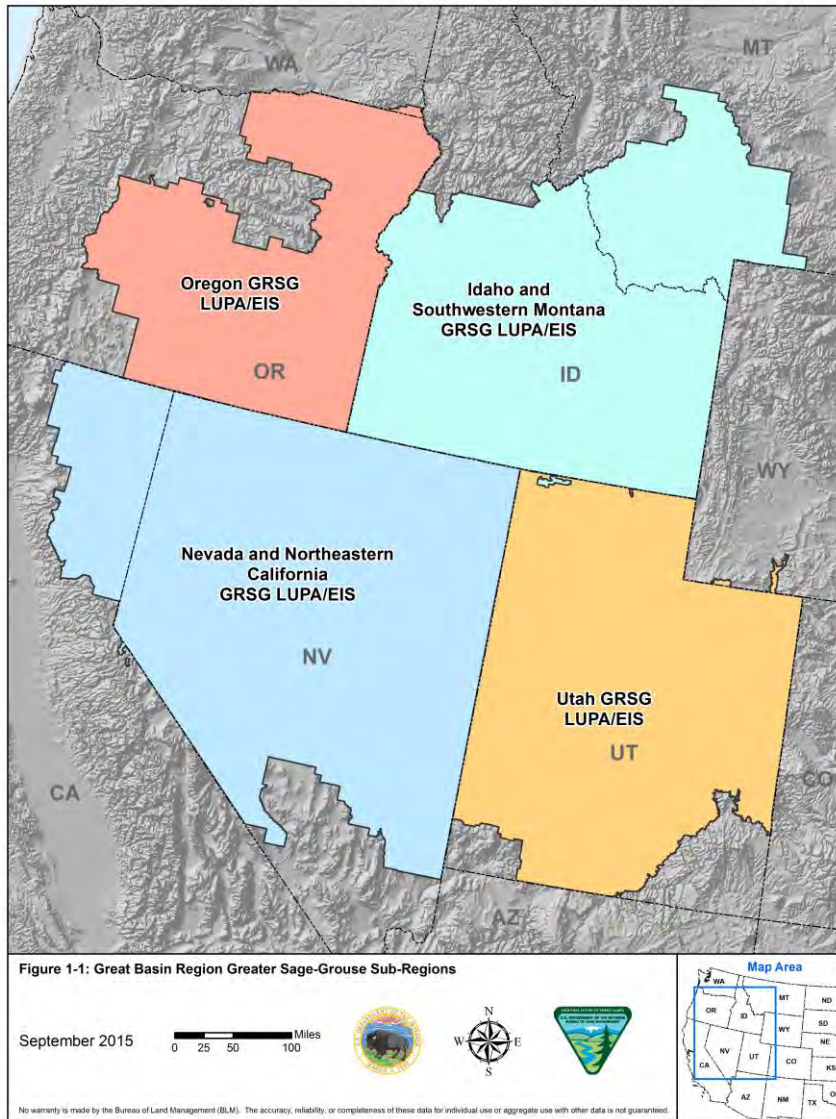 WA
MT
Oregon GRSG
LUPA/EIS
OR
Idaho and
Southwestern Montana
GRSG LUPA/EIS
ID
WY
Nevada and Northeastern
California
GRSG LUPA/EIS
NV
Utah GRSG
LUPA/EIS
UT
CA
CO
AZ
Figure 1-1: Great Basin Region Greater Sage-Grouse Sub-Regions
September 2015
Miles
0 25 50 100
N
W E
S
Map Area
WA
MT
ND
OR
ID
SD
WY
NE
NV
UT
CO
KS
CA
AZ
NM
TX
No warranty is made by the Bureau of Land Management (BLM). The accuracy, reliability, or completeness of these data for individual use or aggregate use with other data is not guaranteed.